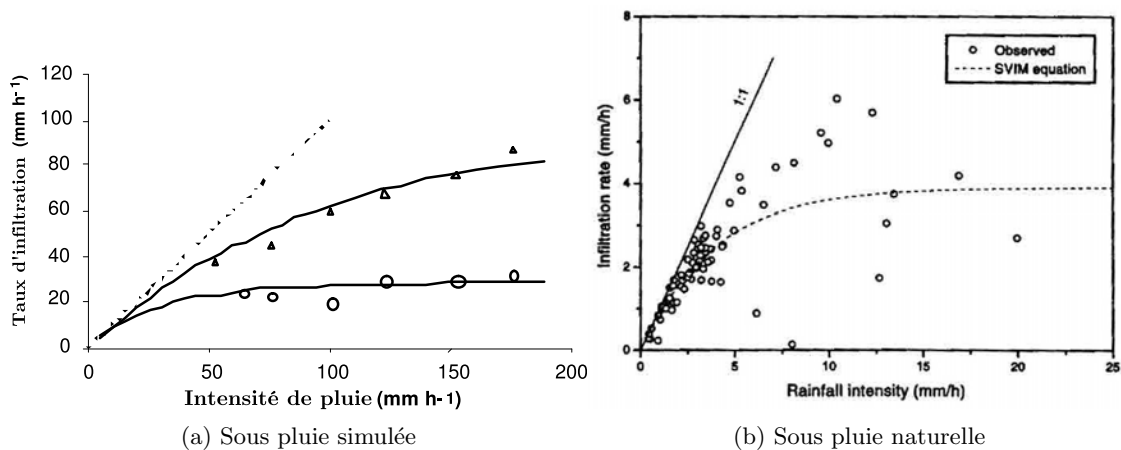 120
100
80
60
40
20
0
Taux d'infiltration (mm h-1)
0 50 100 150 200
Intensité de pluie (mm h-1)
(a) Sous pluie simulée
8
6
4
2
0
Infiltration rate (mm/h)
1:1
Observed
SVIM equation
0 5 10 15 20 25
Rainfall intensity (mm/h)
(b) Sous pluie naturelle